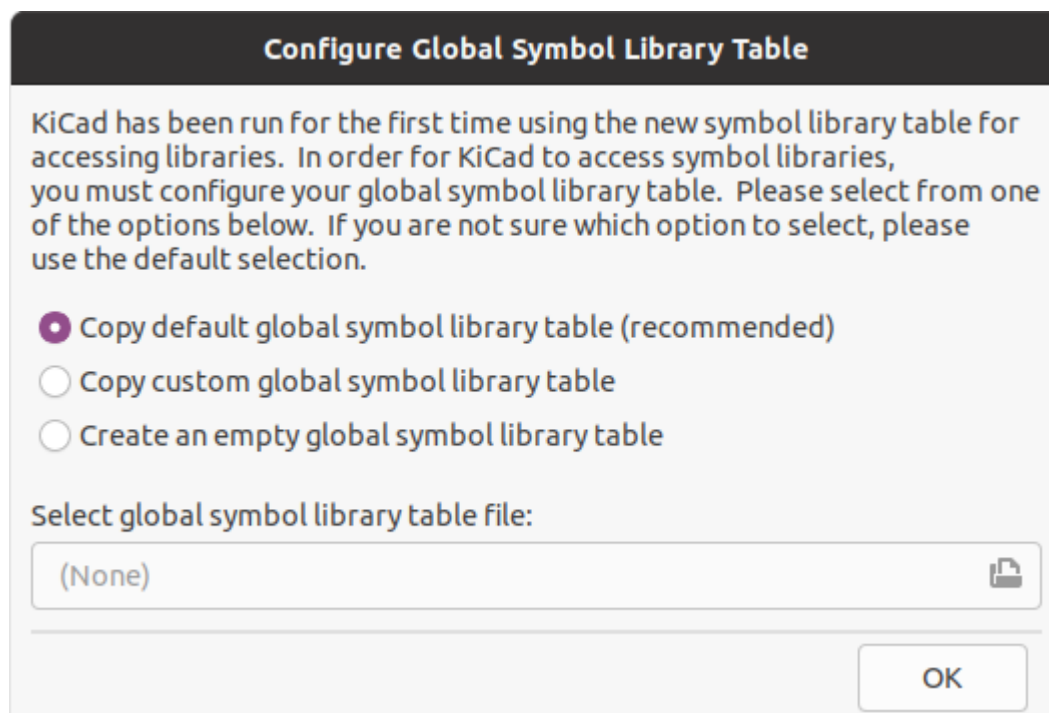 Configure Global Symbol Library Table
KiCad has been run for the first time using the new symbol library table for
accessing libraries.  In order for KiCad to access symbol libraries,
you must configure your global symbol library table.  Please select from one
of the options below.  If you are not sure which option to select, please
use the default selection.
Copy default global symbol library table (recommended)
Copy custom global symbol library table
Create an empty global symbol library table
Select global symbol library table file:
(None)
OK